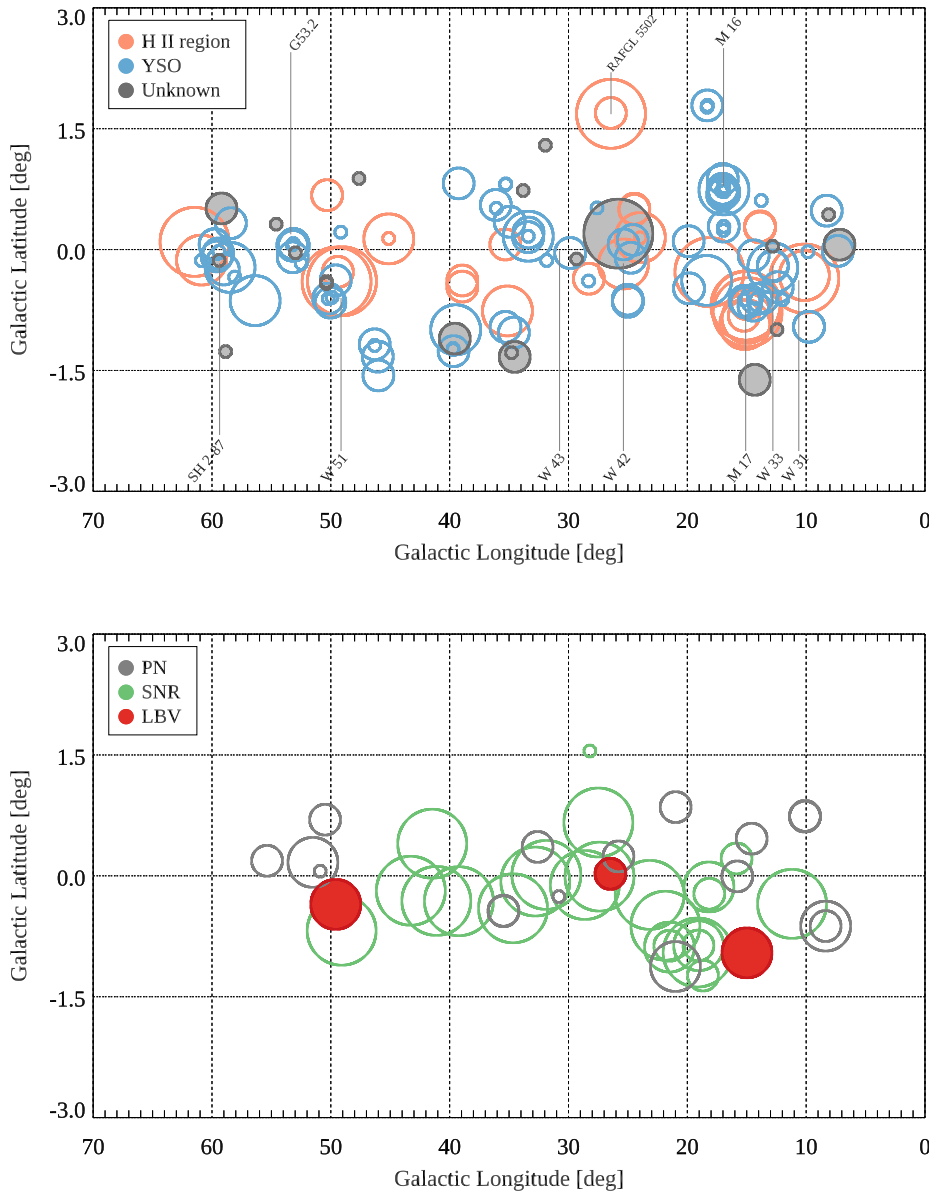 3.0
H II region
YSO
Unknown
G53.2
RAFGL 5502
M 16
1.5
0.0
-1.5
-3.0
Galactic Latitude [deg]
SH 2-87
W 51
W 43
W 42
M 17
W 33
W 31
70 60 50 40 30 20 10 0
Galactic Longitude [deg]
3.0
PN
SNR
LBV
1.5
0.0
-1.5
-3.0
Galactic Latitude [deg]
70 60 50 40 30 20 10 0
Galactic Longitude [deg]